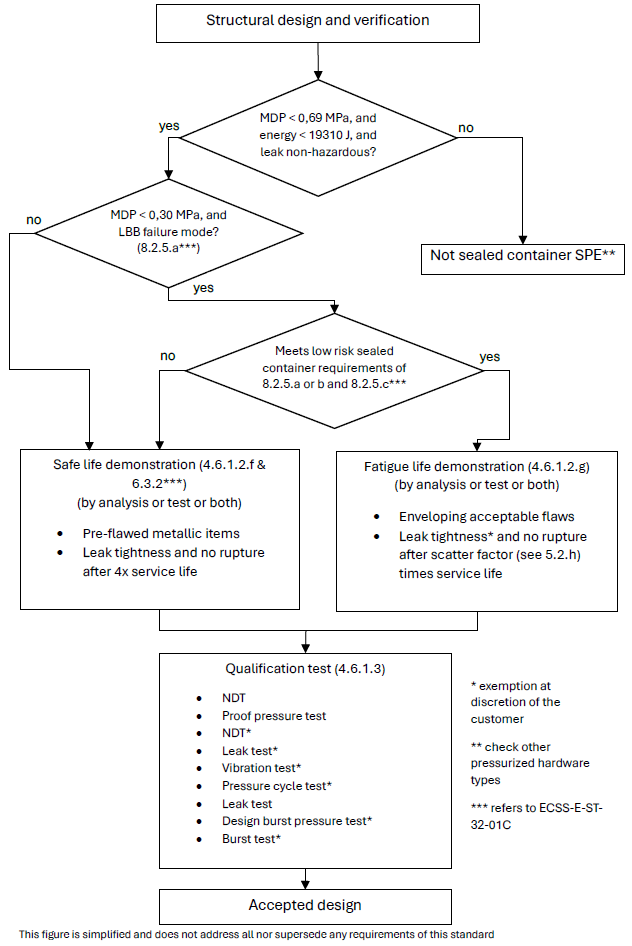 Structural design and verification
MDP < 0,69 MPa, and
energy < 19310 J, and
leak non-hazardous?
yes
no
MDP < 0,30 MPa, and
LBB failure mode?
(8.2.5.a***)
no
yes
Not sealed container SPE**
Meets low risk sealed
container requirements of
8.2.5.a or b and 8.2.5.c***
no
yes
Safe life demonstration (4.6.1.2.f &
6.3.2***)
(by analysis or test or both)
• Pre-flawed metallic items
• Leak tightness and no rupture
after 4x service life
Fatigue life demonstration (4.6.1.2.g)
(by analysis or test or both)
• Enveloping acceptable flaws
• Leak tightness* and no rupture
after scatter factor (see 5.2.h)
times service life
Qualification test (4.6.1.3)
• NDT
• Proof pressure test
• NDT*
• Leak test*
• Vibration test*
• Pressure cycle test*
• Leak test
• Design burst pressure test*
• Burst test*
* exemption at
discretion of the
customer
** check other
pressurized hardware
types
*** refers to ECSS-E-ST-
32-01C
Accepted design
This figure is simplified and does not address all nor supersede any requirements of this standard